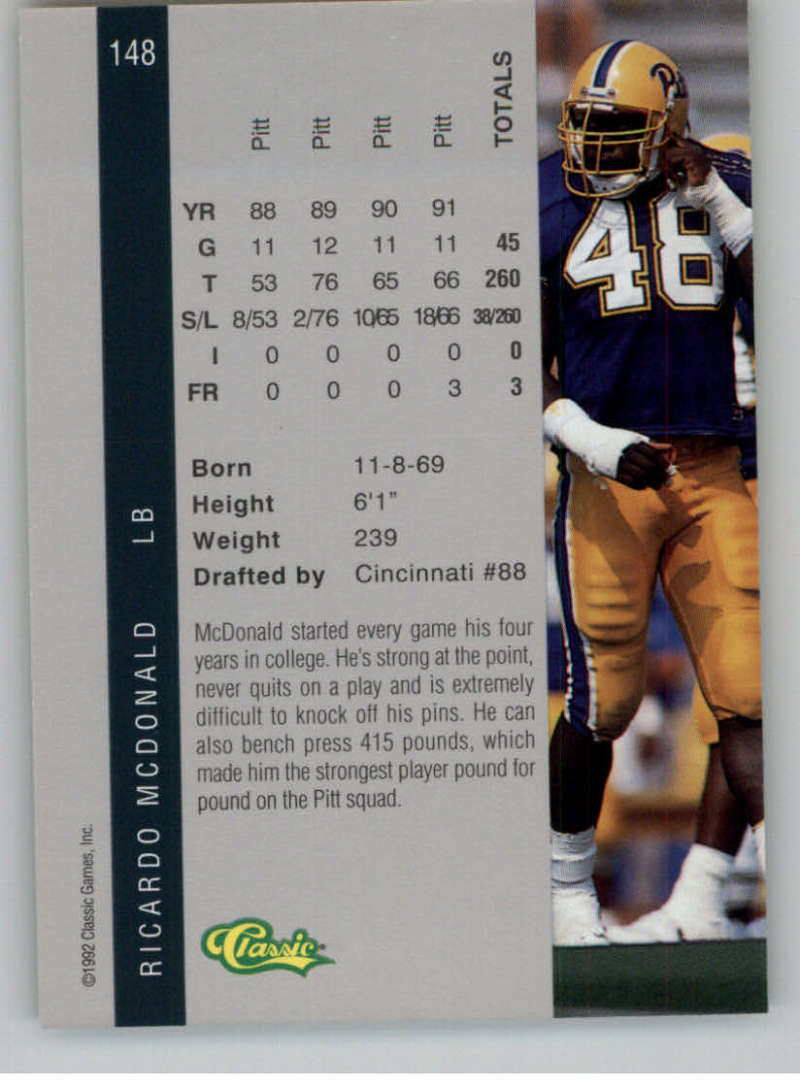 148
Pitt Pitt Pitt Pitt TOTALS
YR 88 89 90 91
G 11 12 11 11 45
T 53 76 65 66 260
S/L 8/53 2/76 10/65 18/66 38/260
I 0 0 0 0 0
FR 0 0 0 3 3
Born 11-8-69
Height 6'1"
Weight 239
Drafted by Cincinnati #88
McDonald started every game his four
years in college. He's strong at the point,
never quits on a play and is extremely
difficult to knock off his pins. He can
also bench press 415 pounds, which
made him the strongest player pound for
pound on the Pitt squad.
RICARDO MCDONALD LB
©1992 Classic Games, Inc.
Classic
Pitt
48